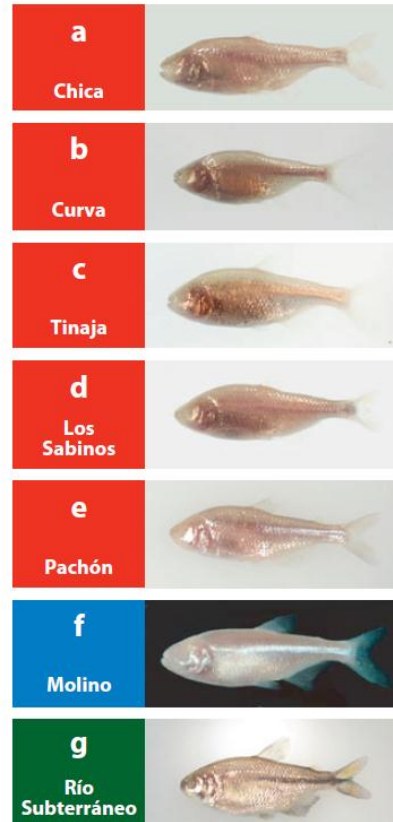 a
Chica
b
Curva
c
Tinaja
d
Los
Sabinos
e
Pachón
f
Molino
g
Río
Subterráneo